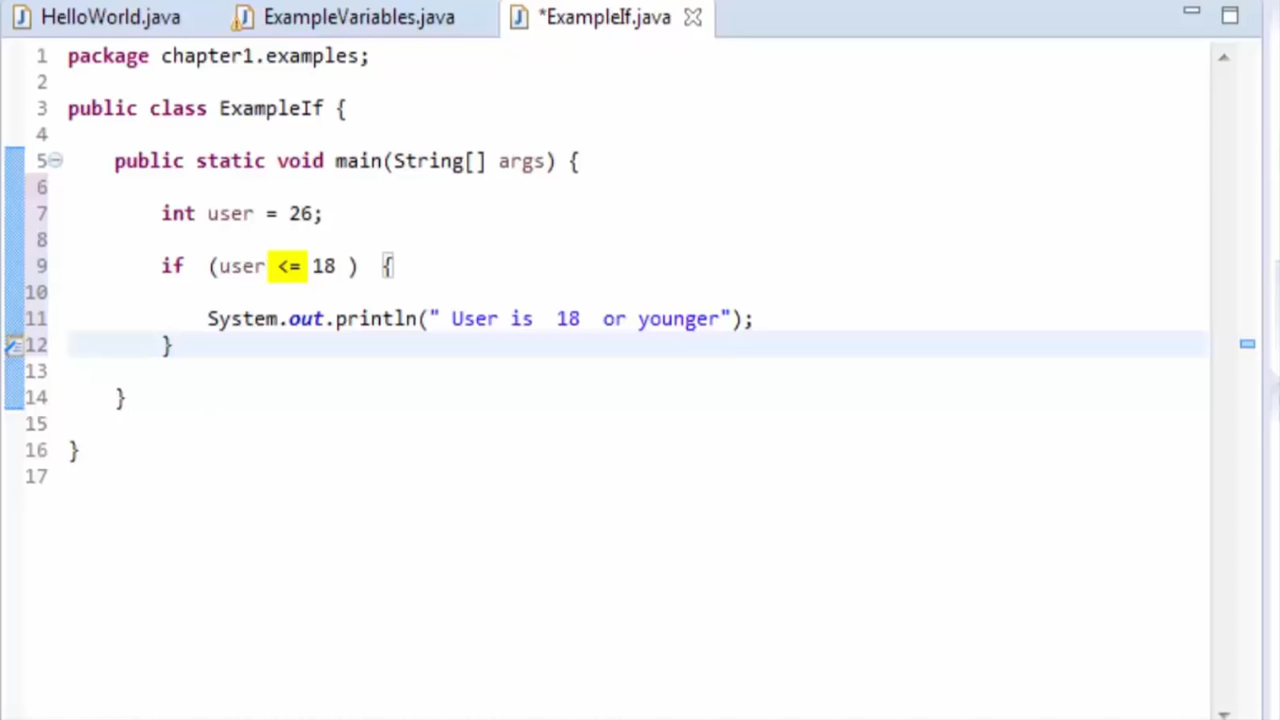 HelloWorld.java ExampleVariables.java *ExampleIf.java
1 package chapter1.examples;
2
3 public class ExampleIf {
4
5 public static void main(String[] args) {
6
7 int user = 26;
8
9 if (user <= 18 ) {
10
11 System.out.println(" User is  18  or younger");
12 }
13
14 }
15
16 }
17